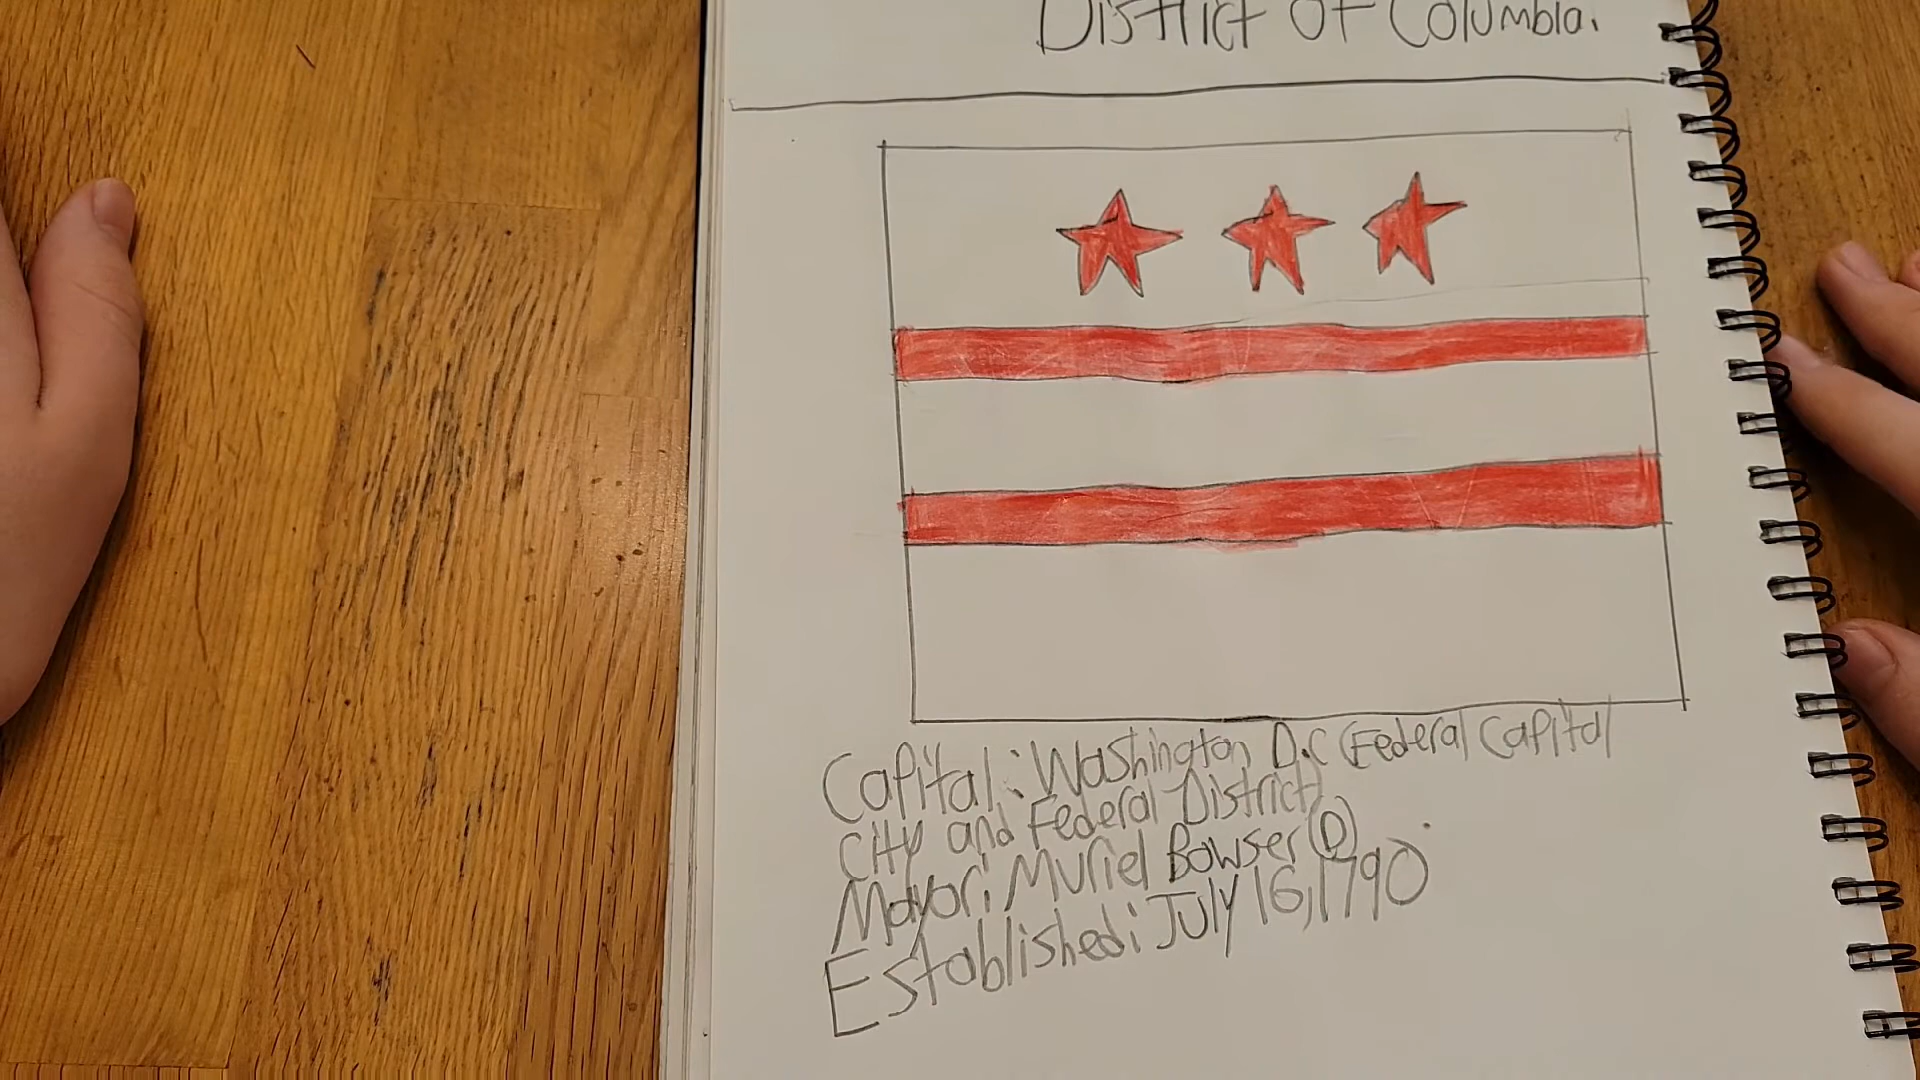 District of Columbia.
Capital: Washington D.C (Federal Capital
City and Federal District)
Mayor: Muriel Bowser (D)
Established: July 16, 1790